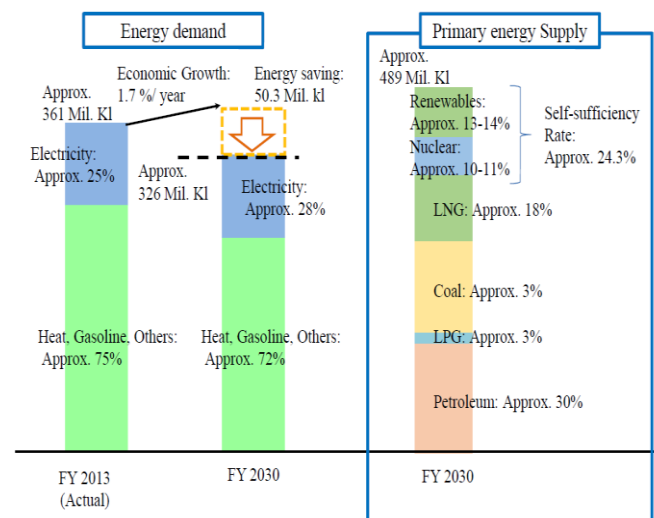 Energy demand
Primary energy Supply
Approx.
361 Mil. Kl
Economic Growth:
1.7 %/ year
Energy saving:
50.3 Mil. kl
Electricity:
Approx. 25%
Approx.
326 Mil. Kl
Electricity:
Approx. 28%
Heat, Gasoline, Others:
Approx. 75%
Heat, Gasoline, Others:
Approx. 72%
FY 2013
(Actual)
FY 2030
Approx.
489 Mil. Kl
Renewables:
Approx. 13-14%
Nuclear:
Approx. 10-11%
Self-sufficiency
Rate:
Approx. 24.3%
LNG: Approx. 18%
Coal: Approx. 3%
LPG: Approx. 3%
Petroleum: Approx. 30%
FY 2030